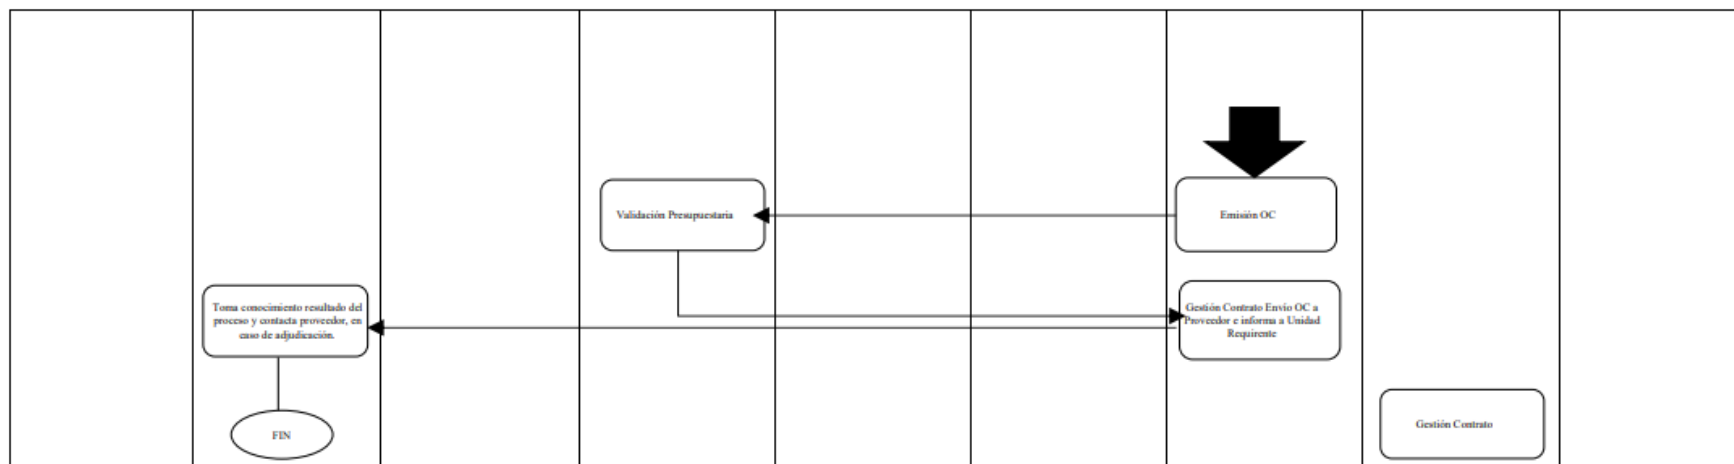 Validación Presupuestaria
Emisión OC
Toma conocimiento resultado del
proceso y contacta proveedor, en
caso de adjudicación.
Gestión Contrato Envío OC a
Proveedor e informa a Unidad
Requirente
FIN
Gestión Contrato